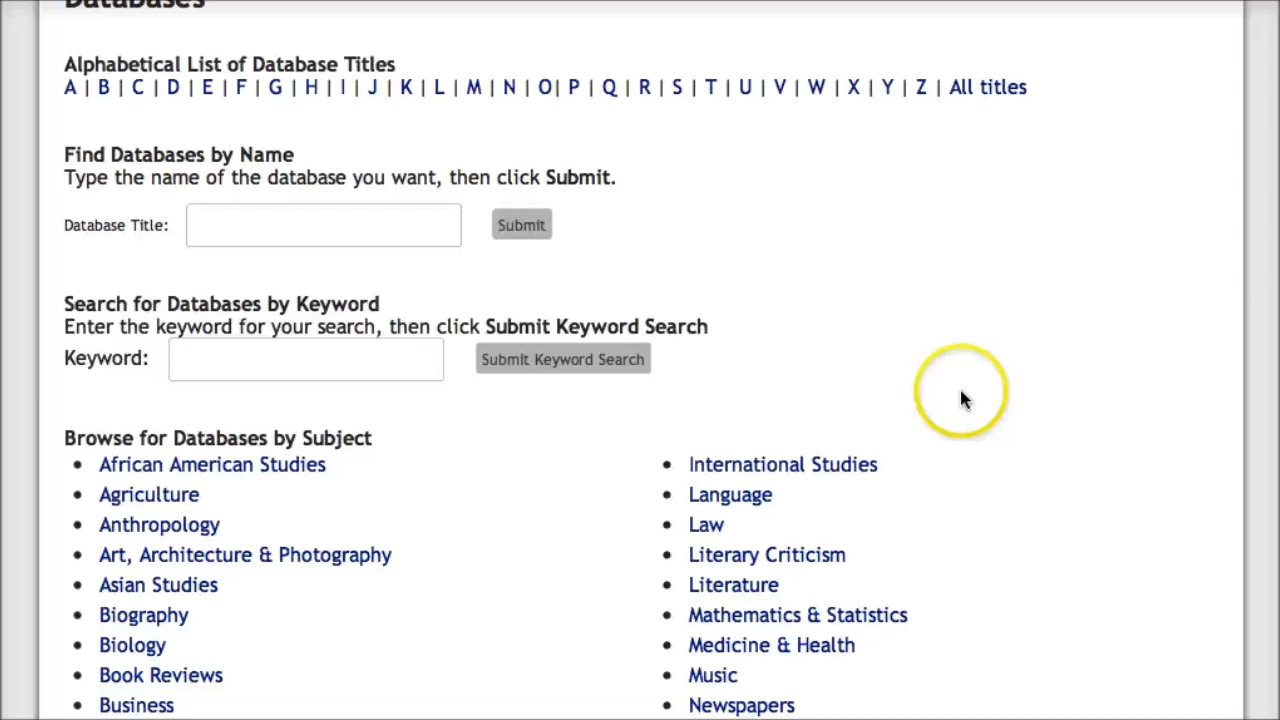 Databases
Alphabetical List of Database Titles
A | B | C | D | E | F | G | H | I | J | K | L | M | N | O| P | Q | R | S | T | U | V | W | X | Y | Z | All titles
Find Databases by Name
Type the name of the database you want, then click Submit.
Database Title: Submit
Search for Databases by Keyword
Enter the keyword for your search, then click Submit Keyword Search
Keyword: Submit Keyword Search
Browse for Databases by Subject
• African American Studies
• Agriculture
• Anthropology
• Art, Architecture & Photography
• Asian Studies
• Biography
• Biology
• Book Reviews
• Business
• International Studies
• Language
• Law
• Literary Criticism
• Literature
• Mathematics & Statistics
• Medicine & Health
• Music
• Newspapers